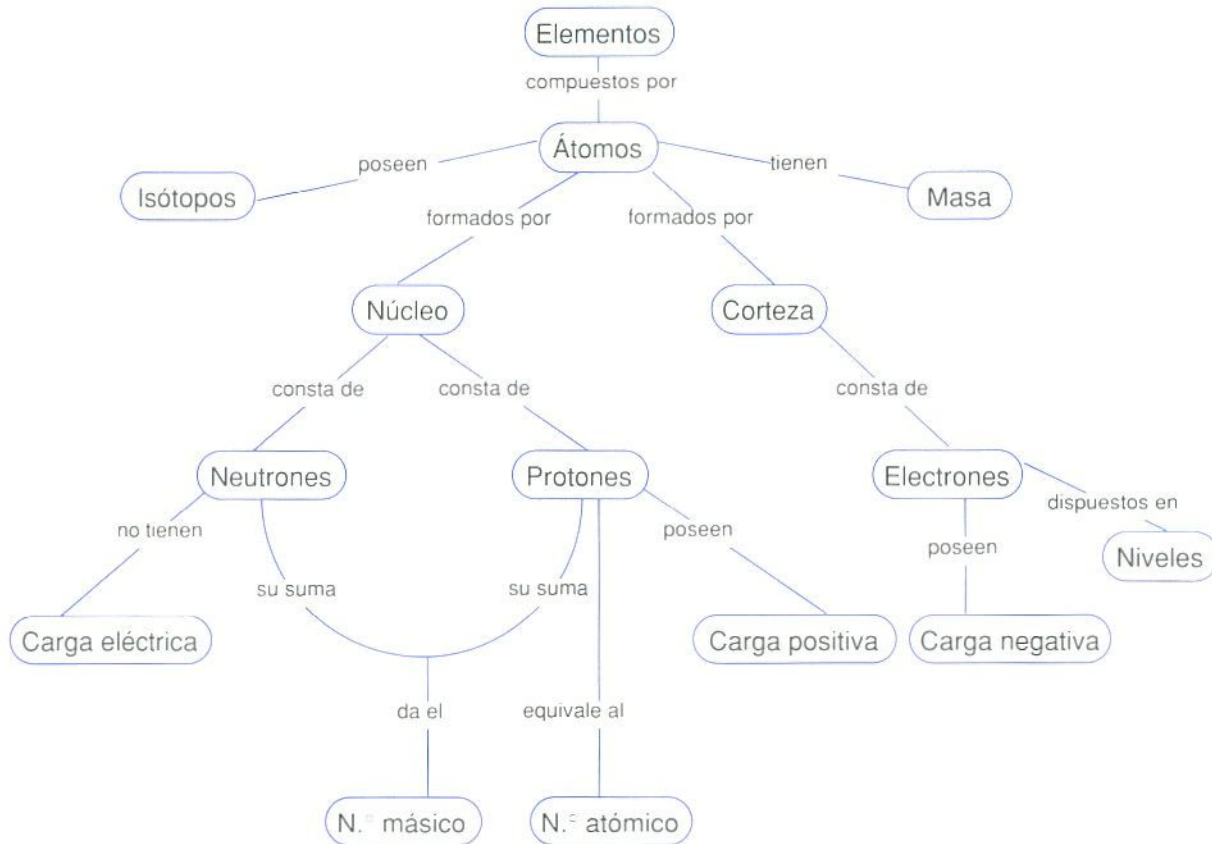 Elementos
compuestos por
Átomos
poseen
tienen
Isótopos
Masa
formados por
formados por
Núcleo
Corteza
consta de
consta de
consta de
Neutrones
Protones
Electrones
dispuestos en
no tienen
poseen
poseen
Niveles
su suma
su suma
Carga eléctrica
Carga positiva
Carga negativa
da el
equivale al
N.° másico
N.º atómico